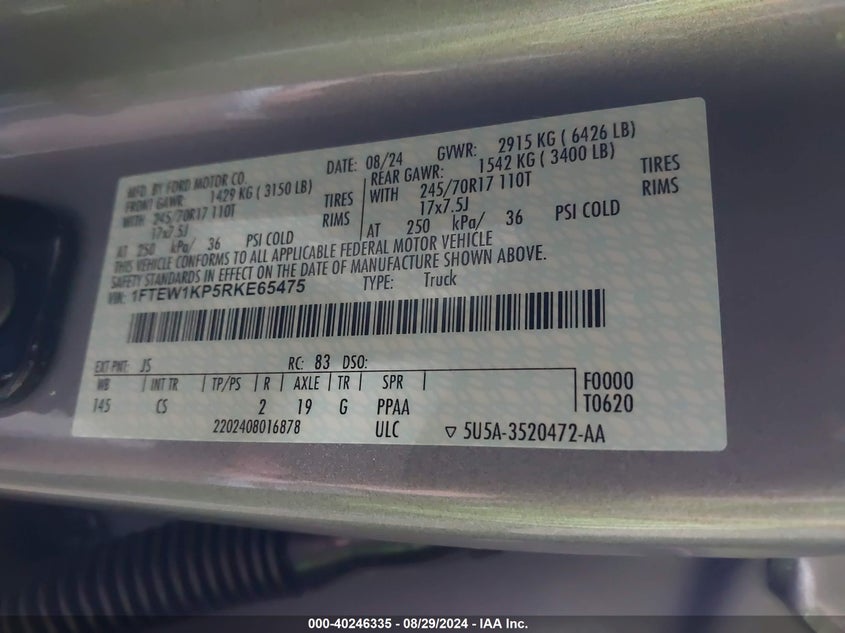 MFD. BY FORD MOTOR CO. DATE: 08/24 GVWR: 2915 KG ( 6426 LB)
FRONT GAWR: 1429 KG ( 3150 LB) REAR GAWR: 1542 KG ( 3400 LB)
WITH 245/70R17 110T TIRES WITH 245/70R17 110T TIRES
17x7.5J RIMS 17x7.5J RIMS
AT 250 kPa/ 36 PSI COLD AT 250 kPa/ 36 PSI COLD
THIS VEHICLE CONFORMS TO ALL APPLICABLE FEDERAL MOTOR VEHICLE
SAFETY STANDARDS IN EFFECT ON THE DATE OF MANUFACTURE SHOWN ABOVE.
VIN: 1FTEW1KP5RKE65475 TYPE: Truck
EXT PNT: JS RC: 83 DSO:
WB INT TR TP/PS R AXLE TR SPR F0000
145 CS 2 19 G PPAA T0620
2202408016878 ULC ▽ 5U5A-3520472-AA
000-40246335 - 08/29/2024 - IAA Inc.